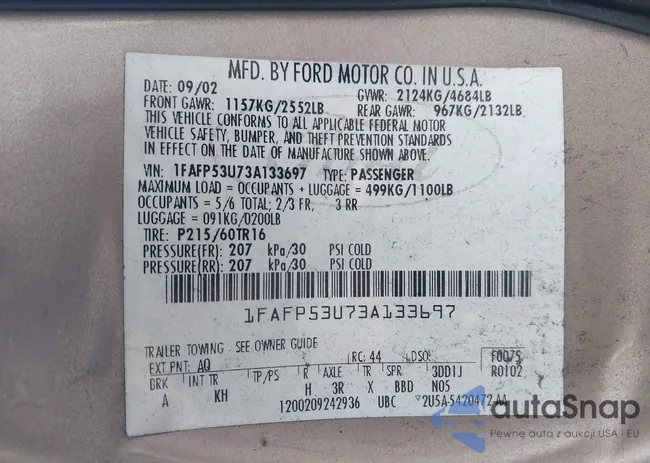 MFD. BY FORD MOTOR CO. IN U.S.A.
DATE: 09/02 GVWR: 2124KG/4684LB
FRONT GAWR: 1157KG/2552LB REAR GAWR: 967KG/2132LB
THIS VEHICLE CONFORMS TO ALL APPLICABLE FEDERAL MOTOR
VEHICLE SAFETY, BUMPER, AND THEFT PREVENTION STANDARDS
IN EFFECT ON THE DATE OF MANUFACTURE SHOWN ABOVE.
VIN: 1FAFP53U73A133697 TYPE: PASSENGER
MAXIMUM LOAD = OCCUPANTS + LUGGAGE = 499KG/1100LB
OCCUPANTS = 5/6 TOTAL; 2/3 FR, 3 RR
LUGGAGE = 091KG/0200LB
TIRE: P215/60TR16
PRESSURE(FR): 207 kPa/30 PSI COLD
PRESSURE(RR): 207 kPa/30 PSI COLD
1FAFP53U73A133697
TRAILER TOWING - SEE OWNER GUIDE
EXT PNT: AQ RC: 44 DSO: F0075
BRK INT TR TP/PS R AXLE TR SPR 3DD1J R0102
A KH H 3R X BBD N05
1200209242936 UBC 2U5A-5420472-AA
autaSnap
Pewne auta z aukcji USA i EU